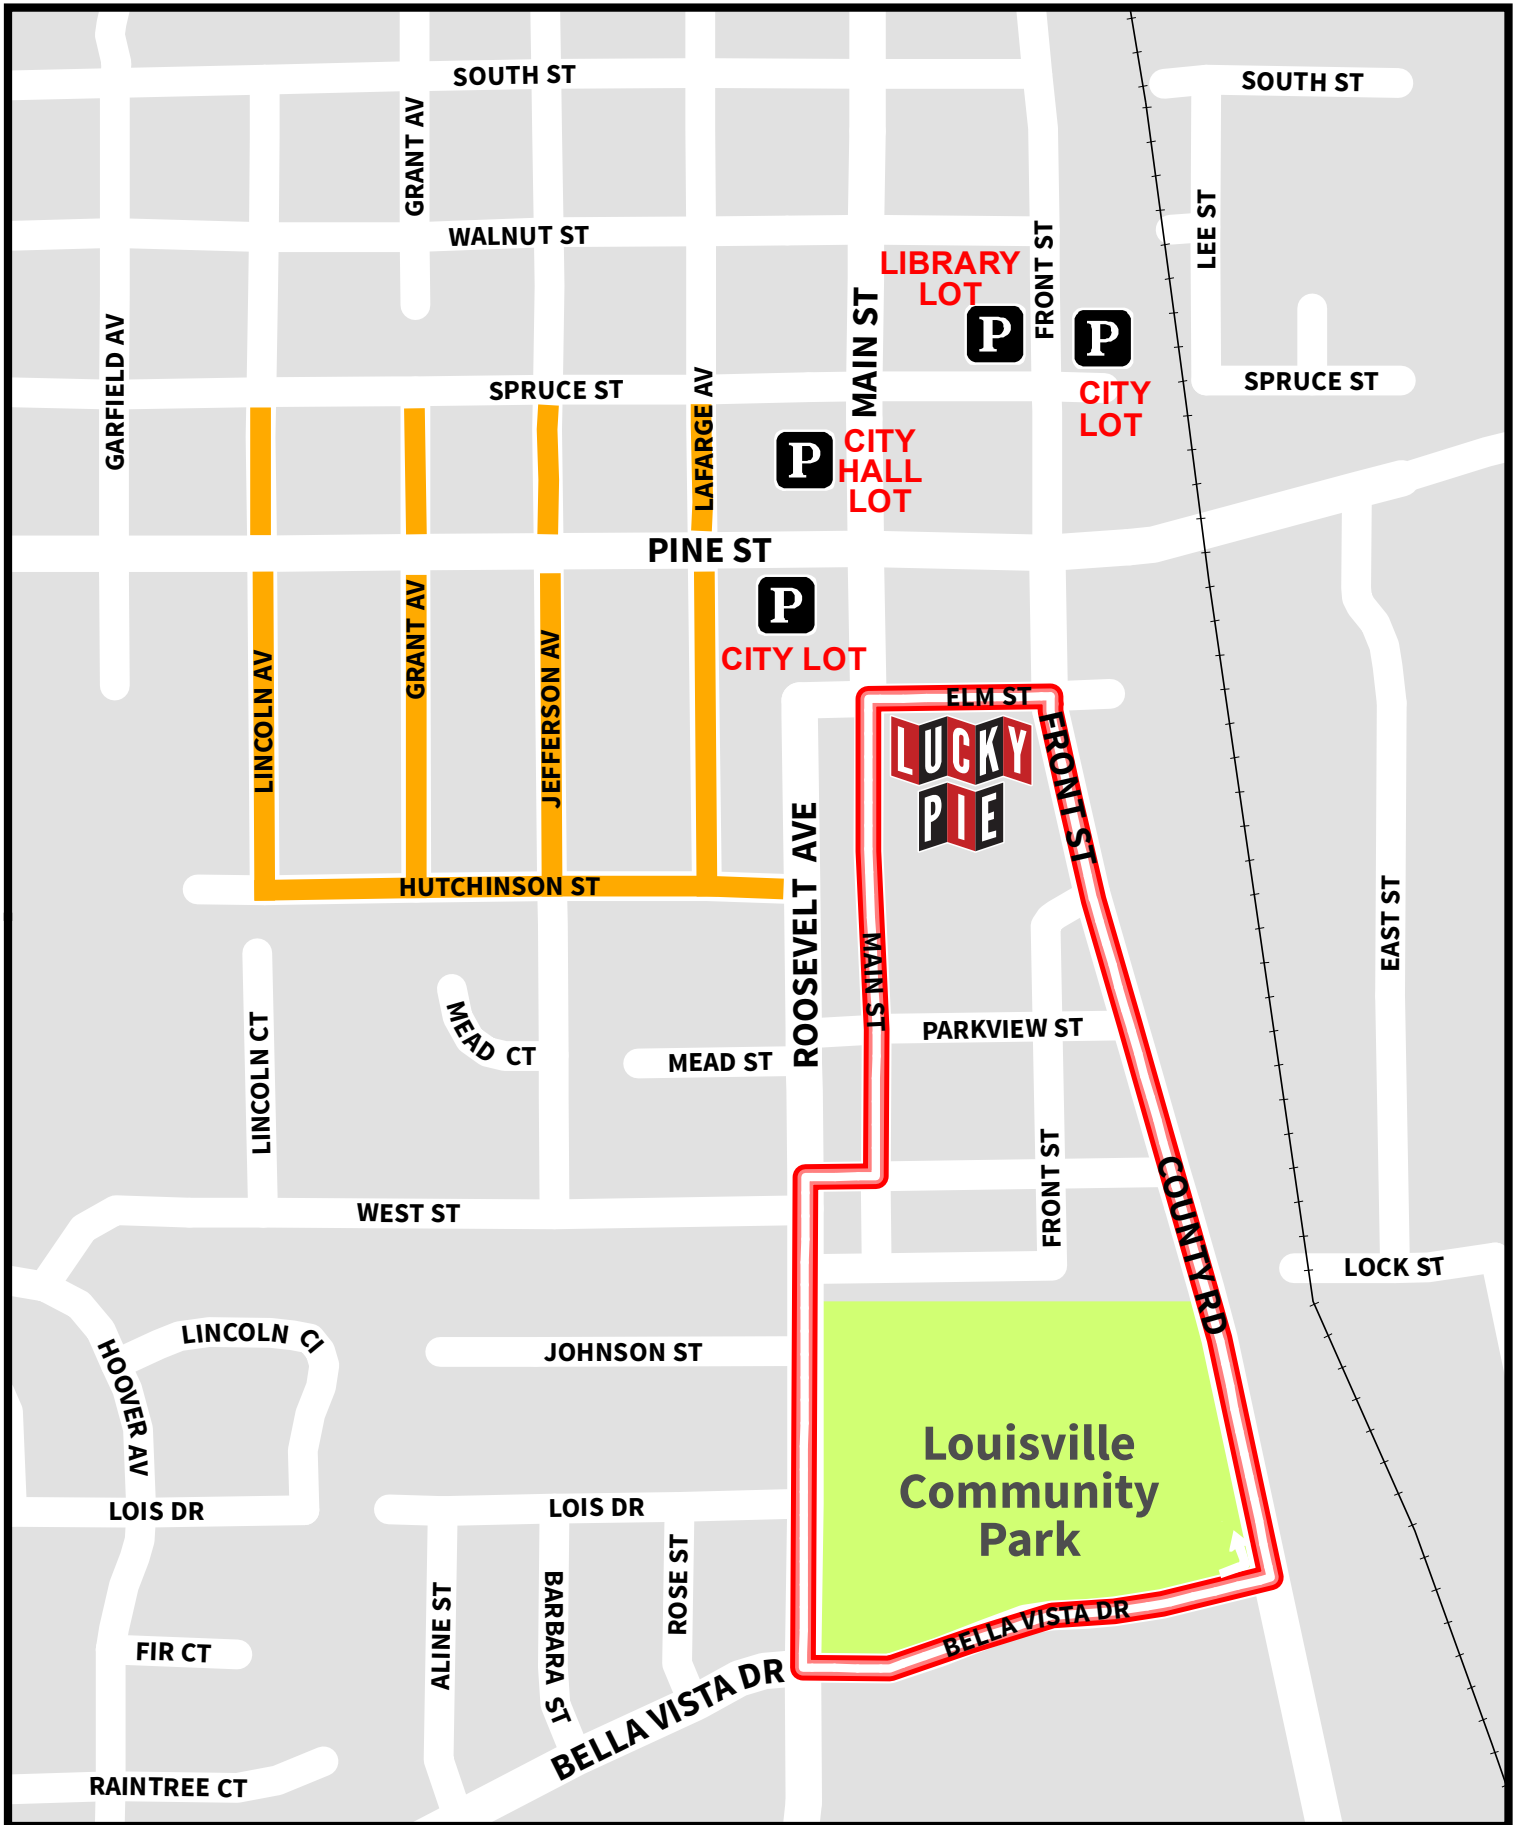 SOUTH ST
SOUTH ST
GRANT AV
WALNUT ST
LEE ST
FRONT ST
LIBRARY
LOT
P
P
MAIN ST
GARFIELD AV
SPRUCE ST
LAFARGE AV
SPRUCE ST
CITY
LOT
P
CITY
HALL
LOT
PINE ST
P
CITY LOT
LINCOLN AV
GRANT AV
JEFFERSON AV
ELM ST
LUCKY
PIE
FRONT ST
ROOSEVELT AVE
HUTCHINSON ST
EAST ST
MAIN ST
LINCOLN CT
MEAD CT
MEAD ST
PARKVIEW ST
FRONT ST
COUNTY RD
WEST ST
LOCK ST
LINCOLN CI
HOOVER AV
JOHNSON ST
Louisville
Community
Park
LOIS DR
LOIS DR
ROSE ST
ALINE ST
BARBARA ST
BELLA VISTA DR
FIR CT
BELLA VISTA DR
RAINTREE CT